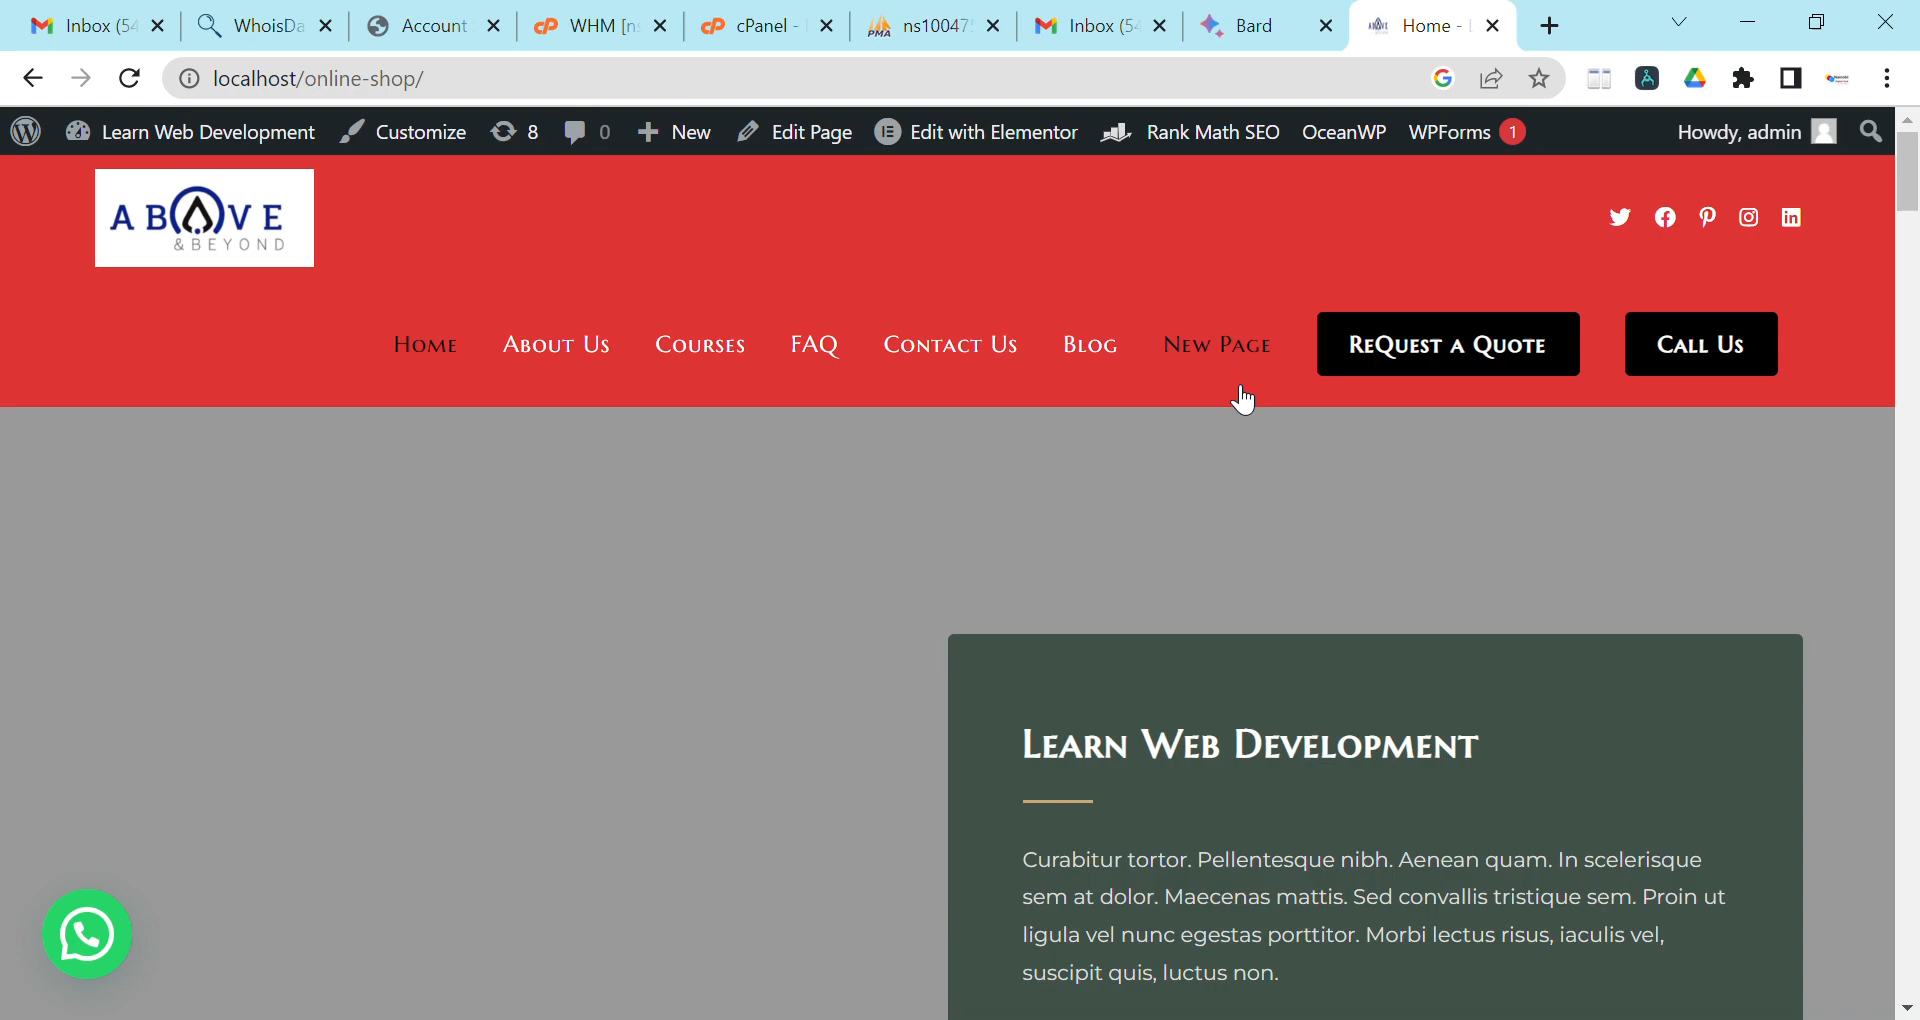 Inbox (54 WhoisDa Account WHM [ns cPanel - ns10047 Inbox (54 Bard Home -
localhost/online-shop/
Learn Web Development Customize 8 0 New Edit Page Edit with Elementor Rank Math SEO OceanWP WPForms 1 Howdy, admin
ABOVE
&BEYOND
Home About Us Courses FAQ Contact Us Blog New Page ReQuest a Quote Call Us
Learn Web Development
Curabitur tortor. Pellentesque nibh. Aenean quam. In scelerisque
sem at dolor. Maecenas mattis. Sed convallis tristique sem. Proin ut
ligula vel nunc egestas porttitor. Morbi lectus risus, iaculis vel,
suscipit quis, luctus non.